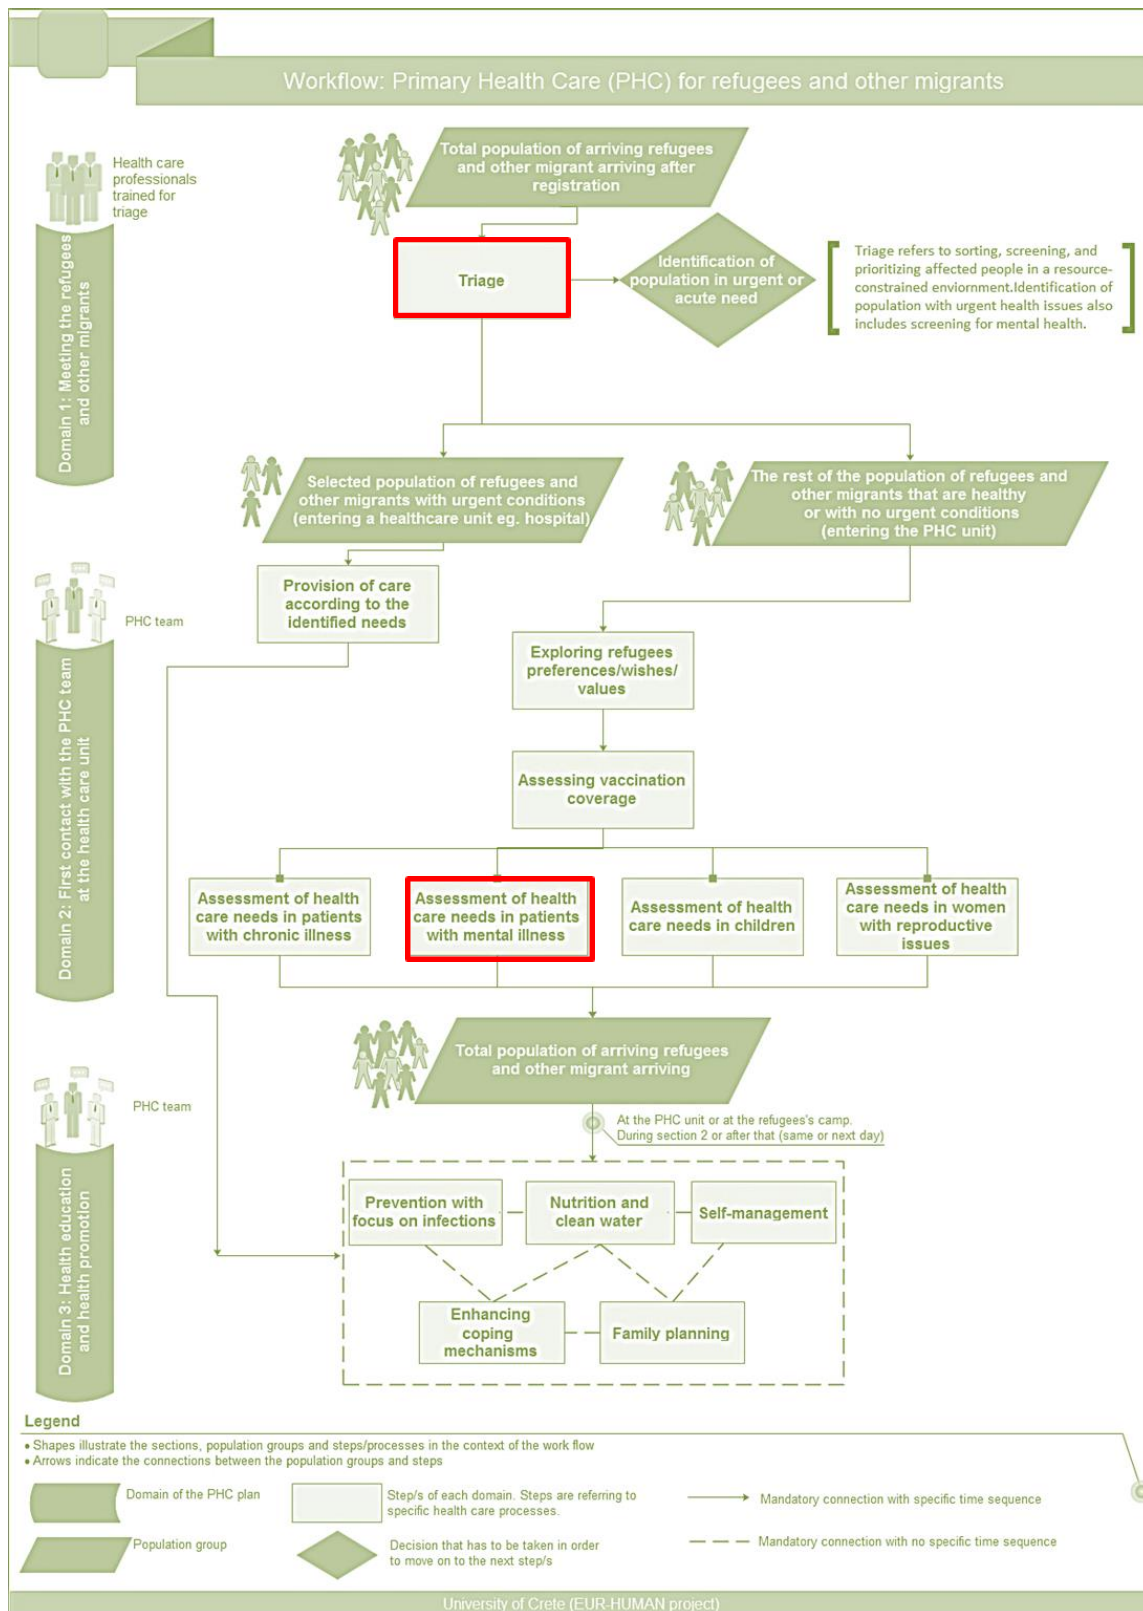 Workflow: Primary Health Care (PHC) for refugees and other migrants
Health care
professionals
trained for
triage
Total population of arriving refugees
and other migrant arriving after
registration
Domain 1: Meeting the refugees
and other migrants
Triage
Identification of
population in urgent or
acute need
Triage refers to sorting, screening, and
prioritizing affected people in a resource-
constrained enviornment.Identification of
population with urgent health issues also
includes screening for mental health.
Selected population of refugees and
other migrants with urgent conditions
(entering a healthcare unit eg. hospital)
The rest of the population of refugees and
other migrants that are healthy
or with no urgent conditions
(entering the PHC unit)
PHC team
Domain 2: First contact with the PHC team
at the health care unit
Provision of care
according to the
identified needs
Exploring refugees
preferences/wishes/
values
Assessing vaccination
coverage
Assessment of health
care needs in patients
with chronic illness
Assessment of health
care needs in patients
with mental illness
Assessment of health
care needs in children
Assessment of health
care needs in women
with reproductive
issues
Total population of arriving refugees
and other migrant arriving
PHC team
Domain 3: Health education
and health promotion
At the PHC unit or at the refugees's camp.
During section 2 or after that (same or next day)
Prevention with
focus on infections
Nutrition and
clean water
Self-management
Enhancing
coping
mechanisms
Family planning
Legend
• Shapes illustrate the sections, population groups and steps/processes in the context of the work flow
• Arrows indicate the connections between the population groups and steps
Domain of the PHC plan
Step/s of each domain. Steps are referring to
specific health care processes.
Mandatory connection with specific time sequence
Population group
Decision that has to be taken in order
to move on to the next step/s
Mandatory connection with no specific time sequence
University of Crete (EUR-HUMAN project)